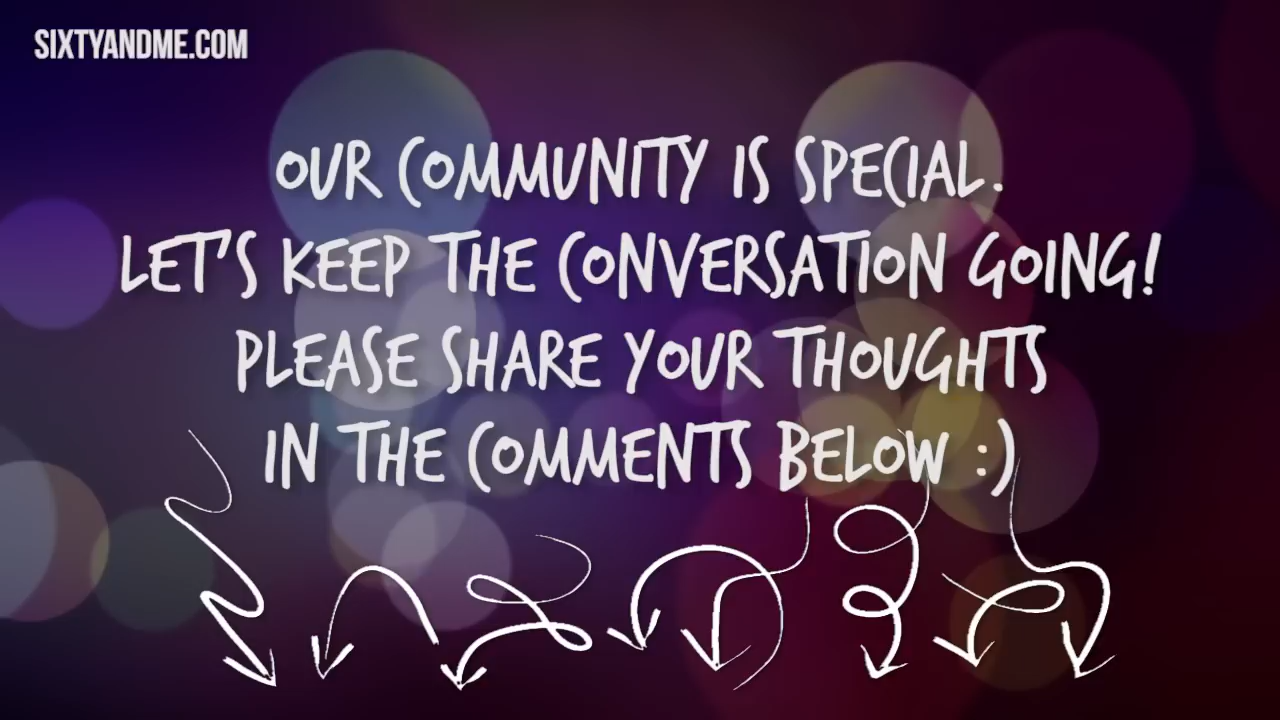 SIXTYANDME.COM
OUR COMMUNITY IS SPECIAL.
LET'S KEEP THE CONVERSATION GOING!
PLEASE SHARE YOUR THOUGHTS
IN THE COMMENTS BELOW :)